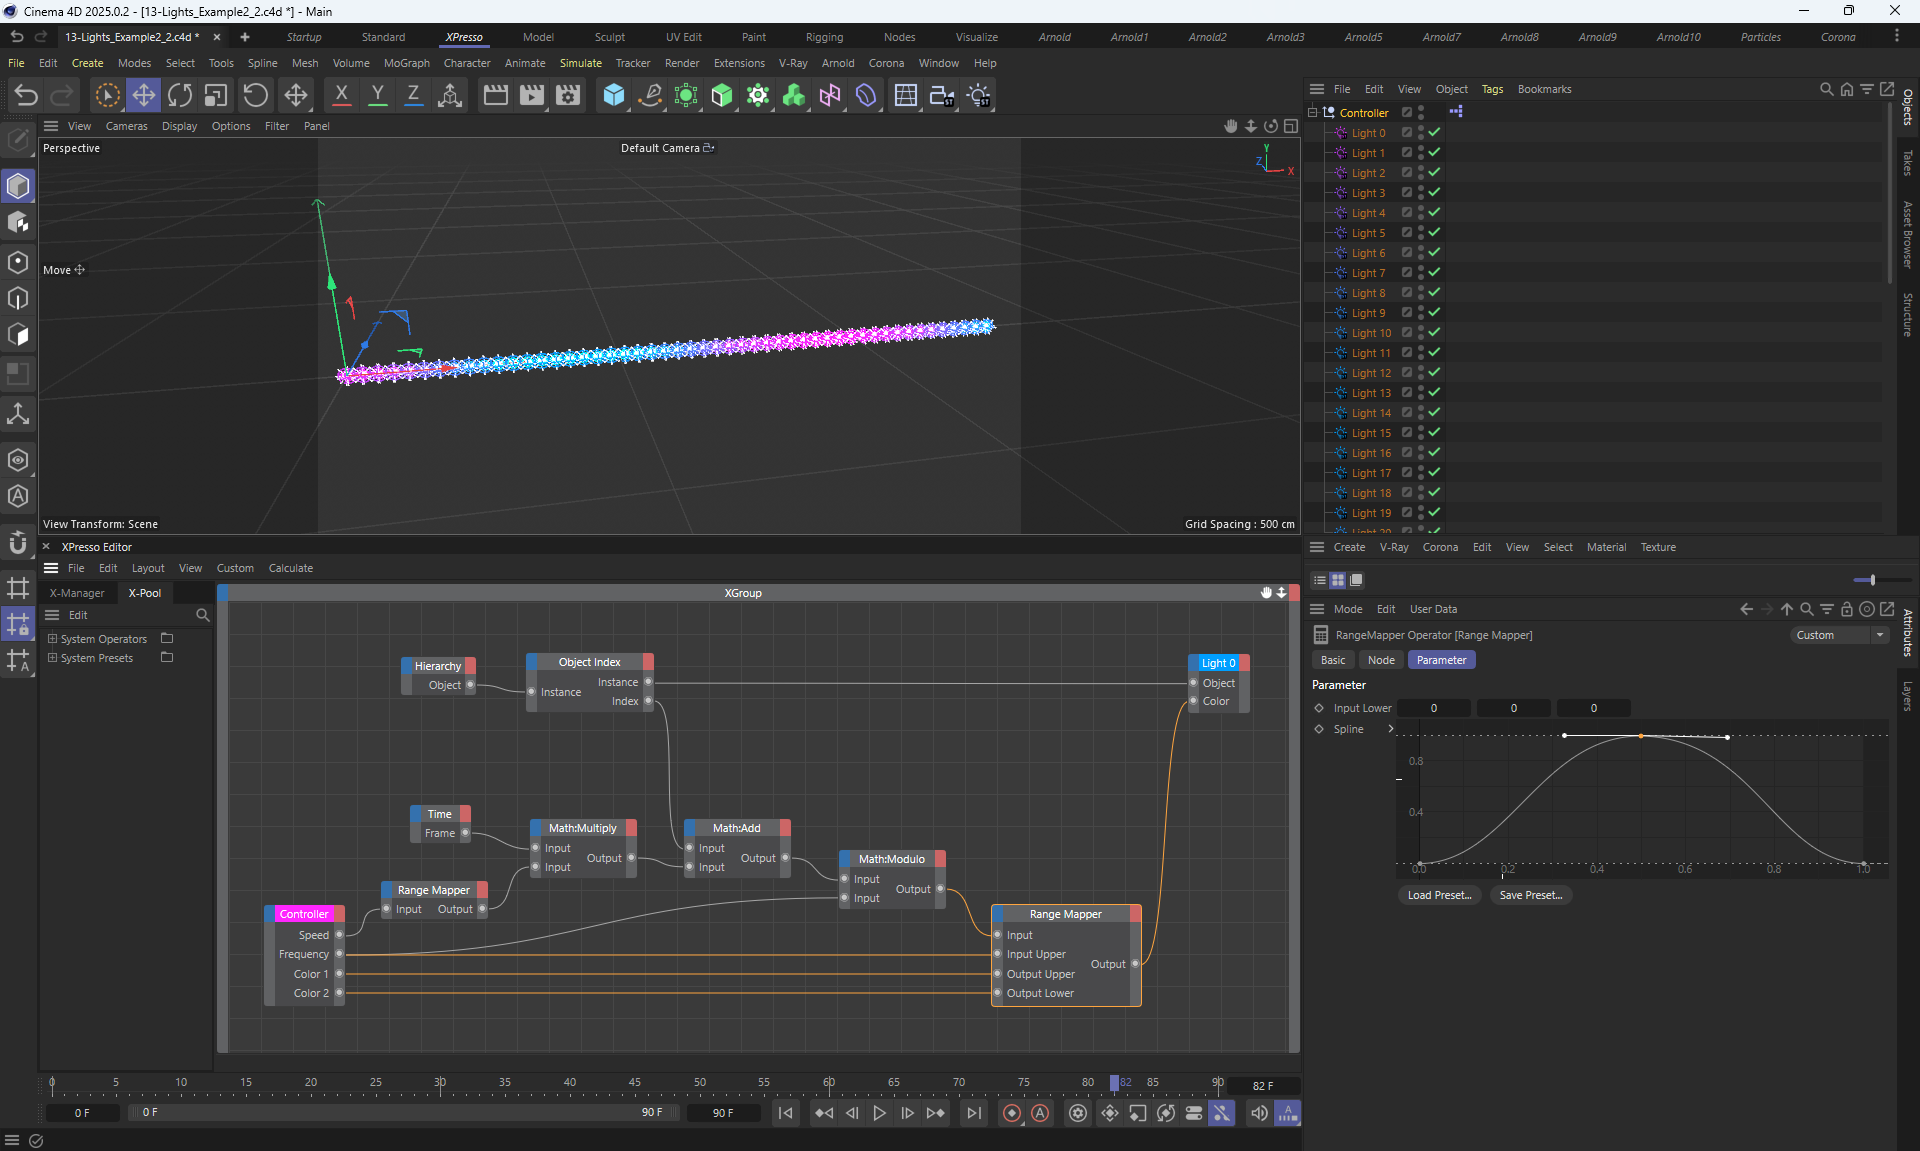 Cinema 4D 2025.0.2 - [13-Lights_Example2_2.c4d *] - Main
13-Lights_Example2_2.c4d * Startup Standard XPresso Model Sculpt UV Edit Paint Rigging Nodes Visualize Arnold Arnold1 Arnold2 Arnold3 Arnold5 Arnold7 Arnold8 Arnold9 Arnold10 Particles Corona
File Edit Create Modes Select Tools Spline Mesh Volume MoGraph Character Animate Simulate Tracker Render Extensions V-Ray Arnold Corona Window Help
X Y Z ST ST
View Cameras Display Options Filter Panel
Perspective Default Camera
Y
Z X
Move
View Transform: Scene Grid Spacing : 500 cm
File Edit View Object Tags Bookmarks
Controller
Light 0
Light 1
Light 2
Light 3
Light 4
Light 5
Light 6
Light 7
Light 8
Light 9
Light 10
Light 11
Light 12
Light 13
Light 14
Light 15
Light 16
Light 17
Light 18
Light 19
Light 20
Objects
Takes
Asset Browser
Structure
XPresso Editor
File Edit Layout View Custom Calculate
X-Manager X-Pool
Edit
System Operators
System Presets
XGroup
Hierarchy
Object
Object Index
Instance
Instance
Index
Light 0
Object
Color
Time
Frame
Math:Multiply
Input
Output
Input
Math:Add
Input
Output
Input
Math:Modulo
Input
Output
Input
Range Mapper
Input Output
Controller
Speed
Frequency
Color 1
Color 2
Range Mapper
Input
Input Upper
Output
Output Upper
Output Lower
Create V-Ray Corona Edit View Select Material Texture
Mode Edit User Data
RangeMapper Operator [Range Mapper] Custom
Basic Node Parameter
Parameter
Input Lower 0 0 0
Spline
0.8
0.4
0.0 0.2 0.4 0.6 0.8 1.0
Load Preset... Save Preset...
Attributes
Layers
0 5 10 15 20 25 30 35 40 45 50 55 60 65 70 75 80 82 85 90 82 F
0 F 0 F 90 F 90 F